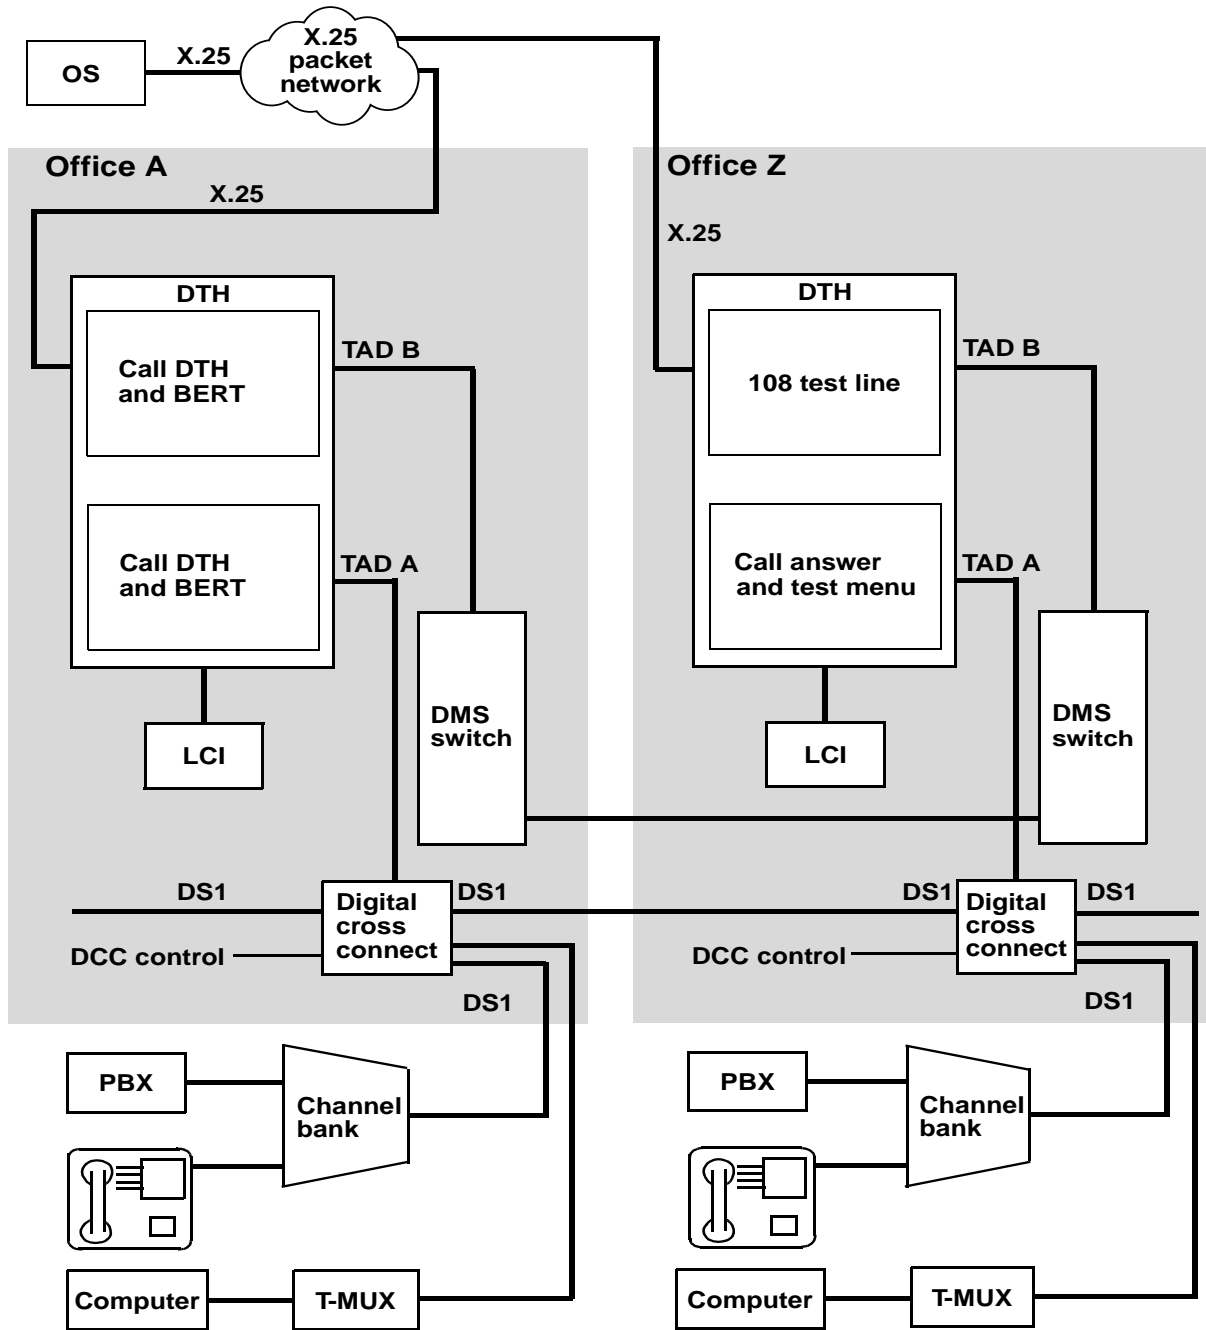 OS
X.25
X.25
packet
network
Office A
X.25
DTH
Call DTH
and BERT
TAD B
Call DTH
and BERT
TAD A
LCI
DMS
switch
DS1
Digital
cross
connect
DS1
DCC control
DS1
PBX
Channel
bank
Computer
T-MUX
Office Z
X.25
DTH
108 test line
TAD B
Call answer
and test menu
TAD A
LCI
DMS
switch
DS1
Digital
cross
connect
DS1
DCC control
DS1
PBX
Channel
bank
Computer
T-MUX